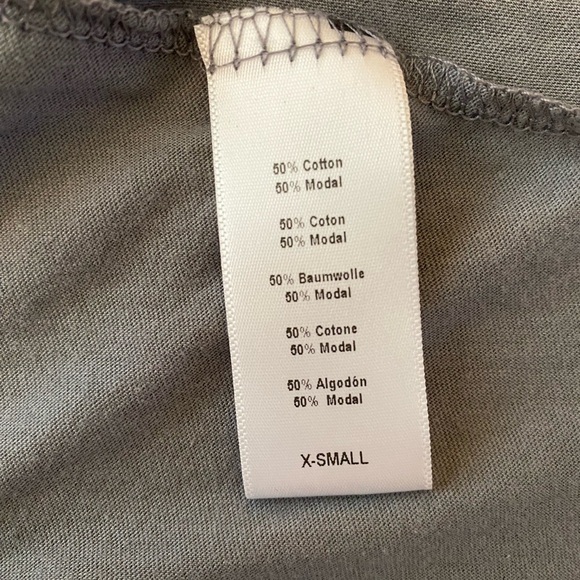 50% Cotton
50% Modal
50% Coton
50% Modal
50% Baumwolle
50% Modal
50% Cotone
50% Modal
50% Algodón
50% Modal
X-SMALL